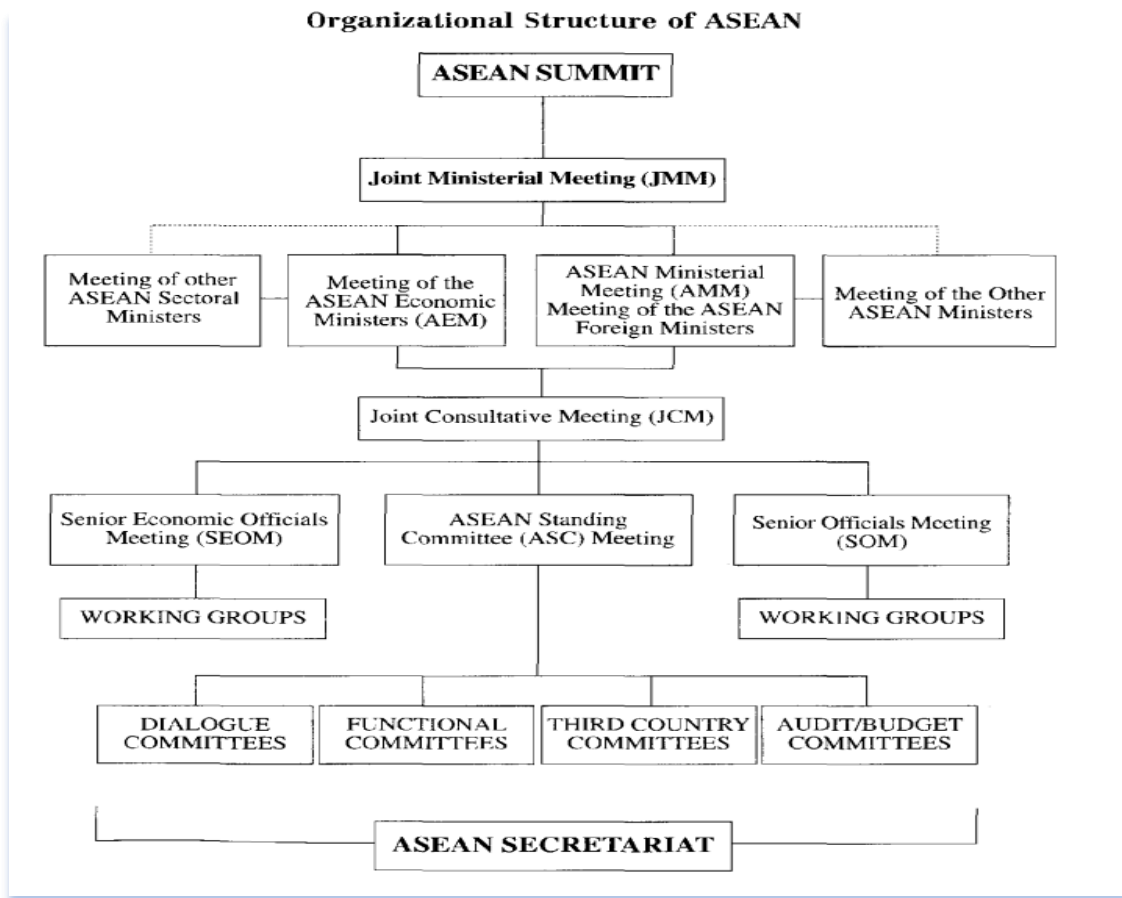 Organizational Structure of ASEAN
ASEAN SUMMIT
Joint Ministerial Meeting (JMM)
Meeting of other
ASEAN Sectoral
Ministers
Meeting of the
ASEAN Economic
Ministers (AEM)
ASEAN Ministerial
Meeting (AMM)
Meeting of the ASEAN
Foreign Ministers
Meeting of the Other
ASEAN Ministers
Joint Consultative Meeting (JCM)
Senior Economic Officials
Meeting (SEOM)
ASEAN Standing
Committee (ASC) Meeting
Senior Officials Meeting
(SOM)
WORKING GROUPS
WORKING GROUPS
DIALOGUE
COMMITTEES
FUNCTIONAL
COMMITTEES
THIRD COUNTRY
COMMITTEES
AUDIT/BUDGET
COMMITTEES
ASEAN SECRETARIAT